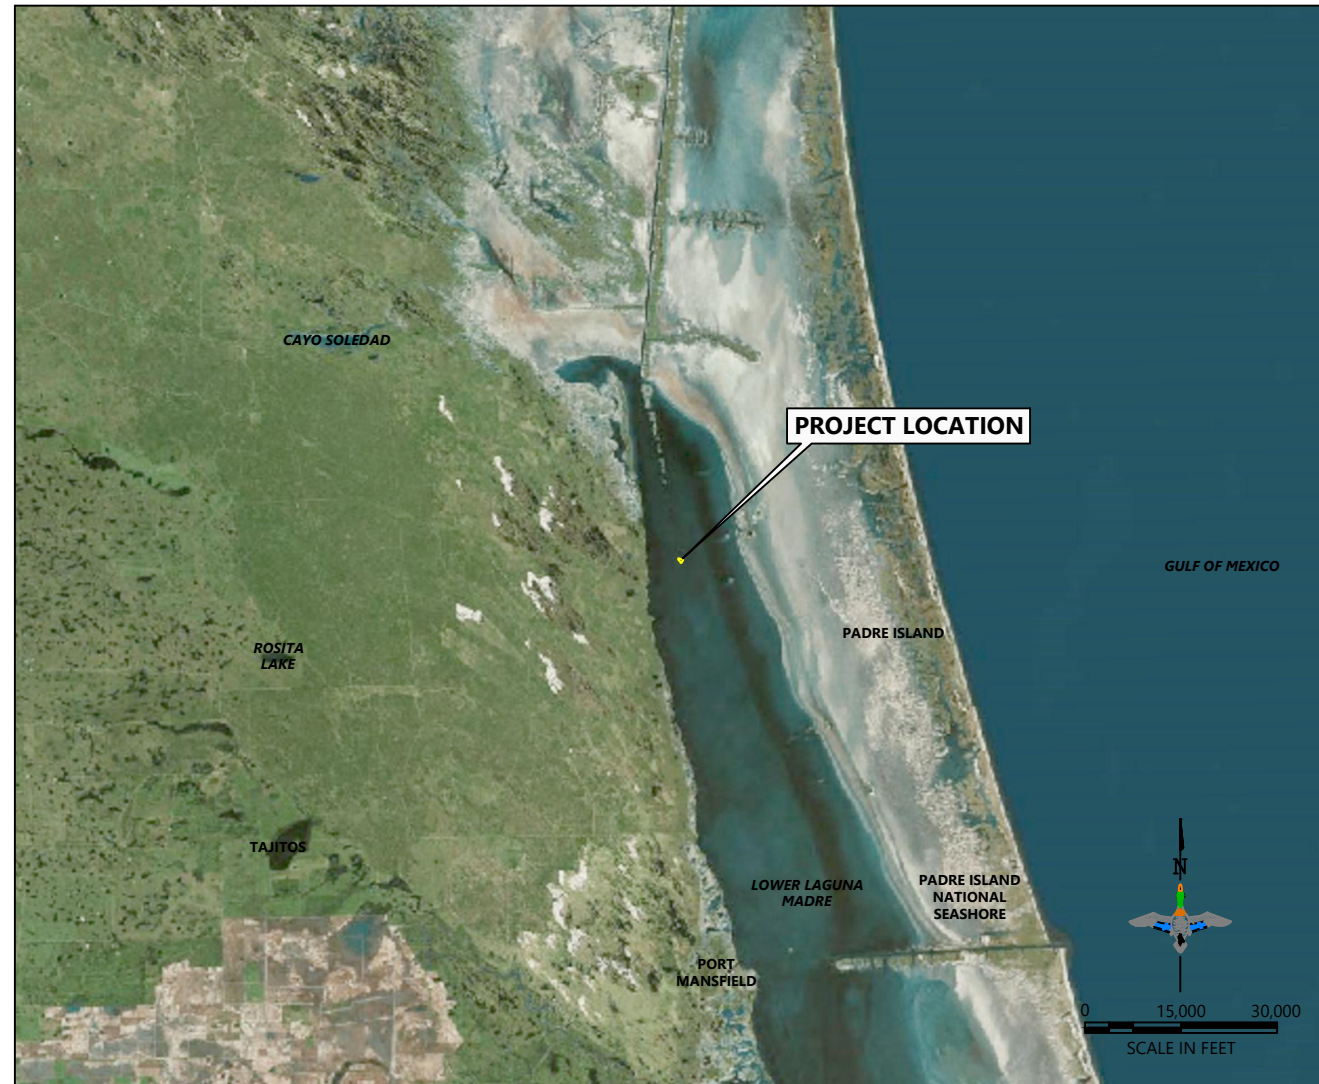 CAYO SOLEDAD
PROJECT LOCATION
GULF OF MEXICO
PADRE ISLAND
ROSITA
LAKE
TAJITOS
LOWER LAGUNA
MADRE
PADRE ISLAND
NATIONAL
SEASHORE
N
PORT
MANSFIELD
0 15,000 30,000
SCALE IN FEET